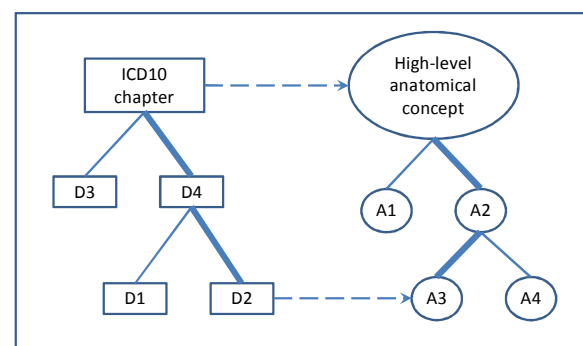 ICD10
chapter
High-level
anatomical
concept
D3
D4
A1
A2
D1
D2
A3
A4